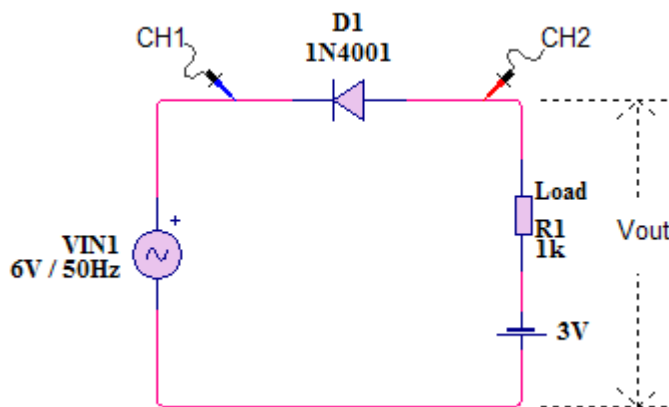 CH1
D1
1N4001
CH2
VIN1
6V / 50Hz
+
Load
R1
1k
3V
Vout